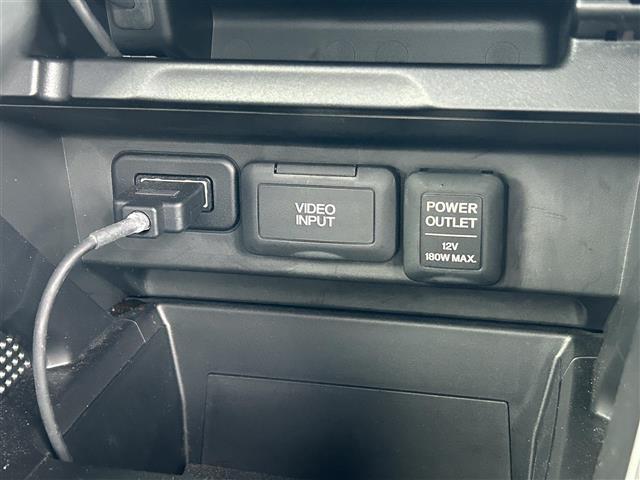 VIDEO
INPUT
POWER
OUTLET
12V
180W MAX.